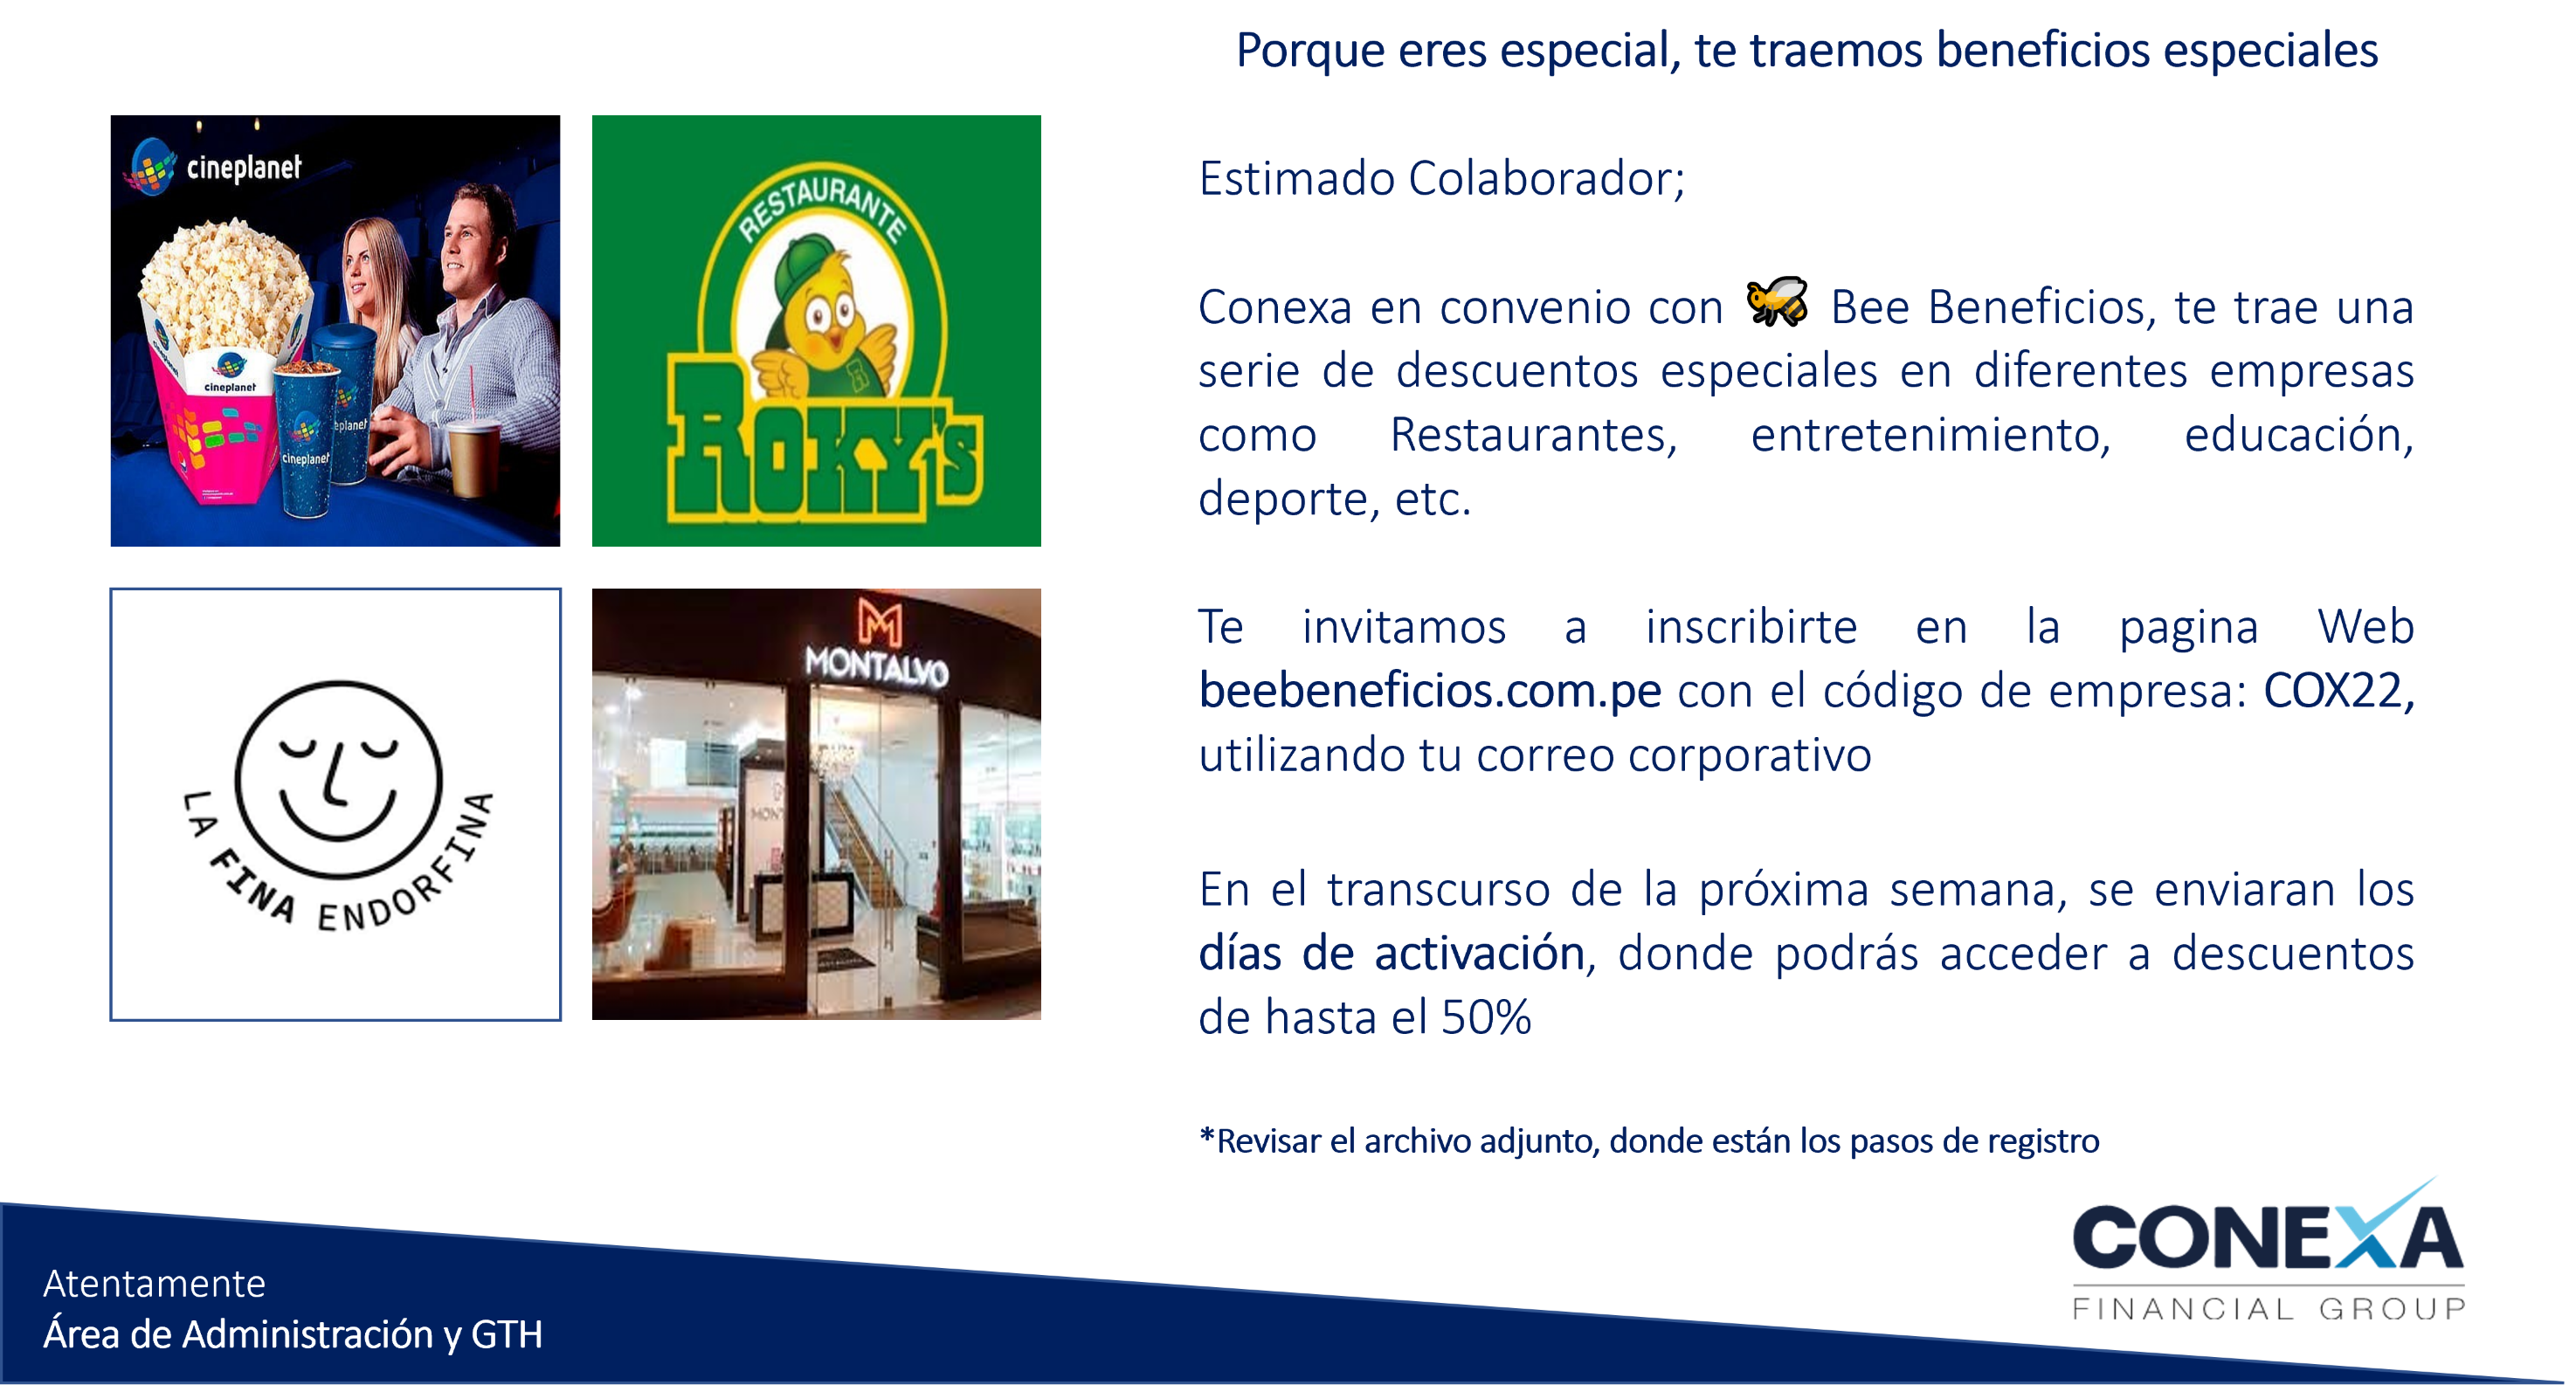 Porque eres especial, te traemos beneficios especiales
cineplanet
cineplanet
eplanet
cineplanet
RESTAURANTE
R
ROKY's
LA FINA ENDORFINA
M
MONTALVO
MONT
Estimado Colaborador;
Conexa en convenio con 🐝 Bee Beneficios, te trae una
serie de descuentos especiales en diferentes empresas
como Restaurantes, entretenimiento, educación,
deporte, etc.
Te invitamos a inscribirte en la pagina Web
beebeneficios.com.pe con el código de empresa: COX22,
utilizando tu correo corporativo
En el transcurso de la próxima semana, se enviaran los
días de activación, donde podrás acceder a descuentos
de hasta el 50%
*Revisar el archivo adjunto, donde están los pasos de registro
Atentamente
Área de Administración y GTH
CONEXA
FINANCIAL GROUP